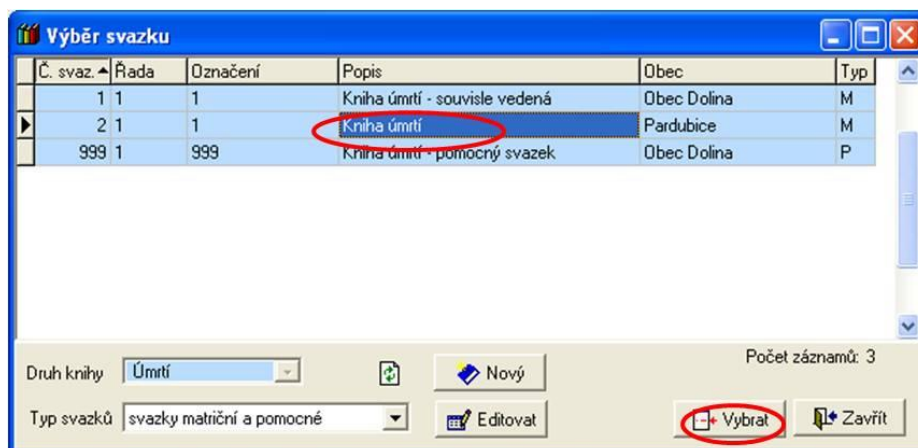 Výběr svazku
Č. svaz. Řada Označení Popis Obec Typ
1 1 1 Kniha úmrtí - souvisle vedená Obec Dolina M
2 1 1 Kniha úmrtí Pardubice M
999 1 999 Kniha úmrtí - pomocný svazek Obec Dolina P
Počet záznamů: 3
Druh knihy Úmrtí Nový
Typ svazků svazky matriční a pomocné Editovat Vybrat Zavřít